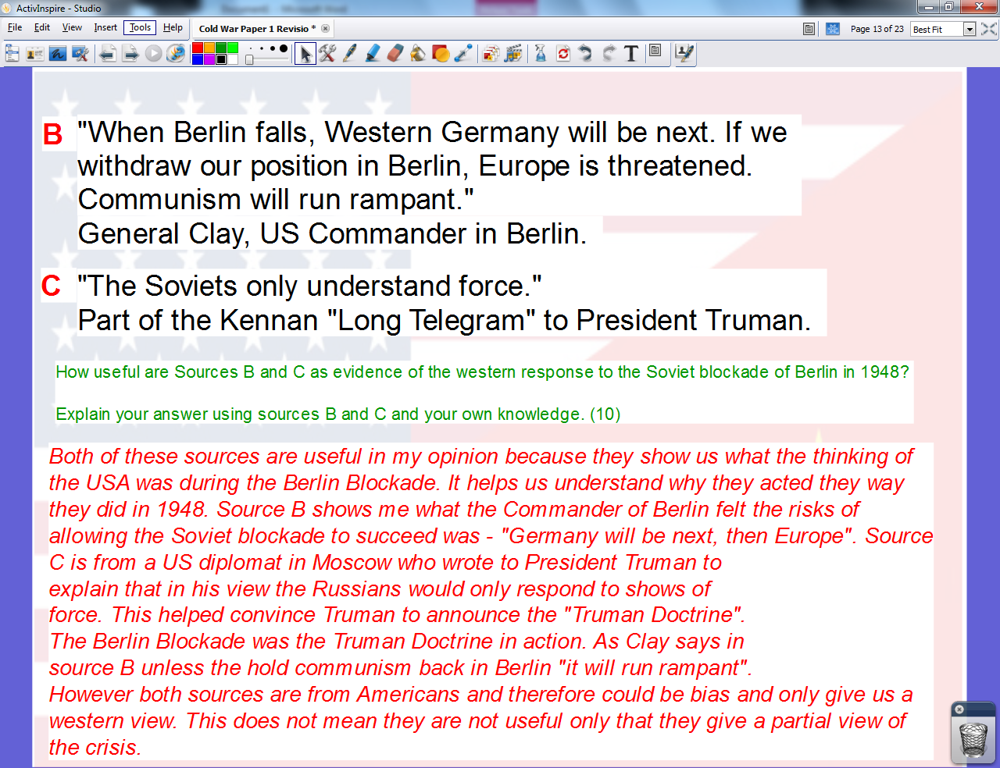 ActivInspire - Studio
File Edit View Insert Tools Help
Cold War Paper 1 Revisio *
Page 13 of 23
Best Fit
B "When Berlin falls, Western Germany will be next. If we
withdraw our position in Berlin, Europe is threatened.
Communism will run rampant."
General Clay, US Commander in Berlin.
C "The Soviets only understand force."
Part of the Kennan "Long Telegram" to President Truman.
How useful are Sources B and C as evidence of the western response to the Soviet blockade of Berlin in 1948?
Explain your answer using sources B and C and your own knowledge. (10)
Both of these sources are useful in my opinion because they show us what the thinking of
the USA was during the Berlin Blockade. It helps us understand why they acted they way
they did in 1948. Source B shows me what the Commander of Berlin felt the risks of
allowing the Soviet blockade to succeed was - "Germany will be next, then Europe". Source
C is from a US diplomat in Moscow who wrote to President Truman to
explain that in his view the Russians would only respond to shows of
force. This helped convince Truman to announce the "Truman Doctrine".
The Berlin Blockade was the Truman Doctrine in action. As Clay says in
source B unless the hold communism back in Berlin "it will run rampant".
However both sources are from Americans and therefore could be bias and only give us a
western view. This does not mean they are not useful only that they give a partial view of
the crisis.